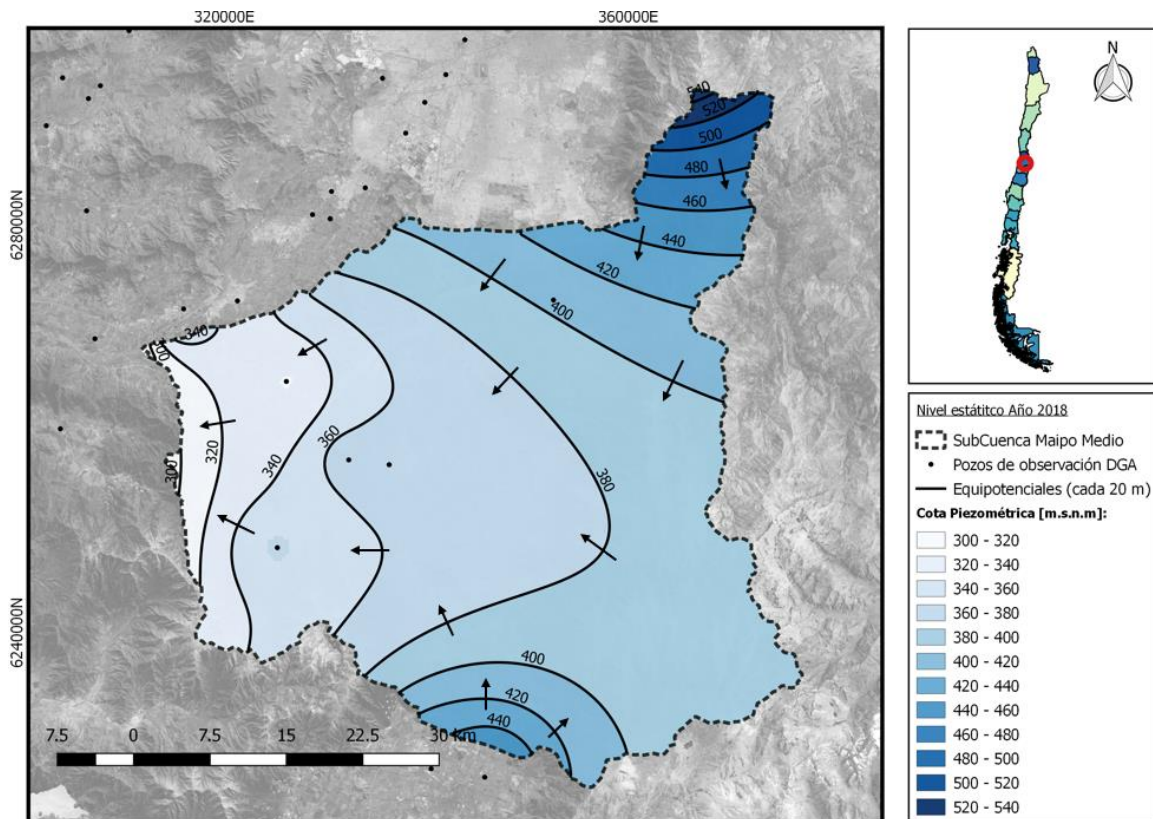 320000E
360000E
6280000N
6240000N
540
520
500
480
460
440
420
400
340
300
320
340
360
380
300
400
420
440
7.5 0 7.5 15 22.5 30 km
N
Nivel estátitco Año 2018
SubCuenca Maipo Medio
Pozos de observación DGA
Equipotenciales (cada 20 m)
Cota Piezométrica [m.s.n.m]:
300 - 320
320 - 340
340 - 360
360 - 380
380 - 400
400 - 420
420 - 440
440 - 460
460 - 480
480 - 500
500 - 520
520 - 540